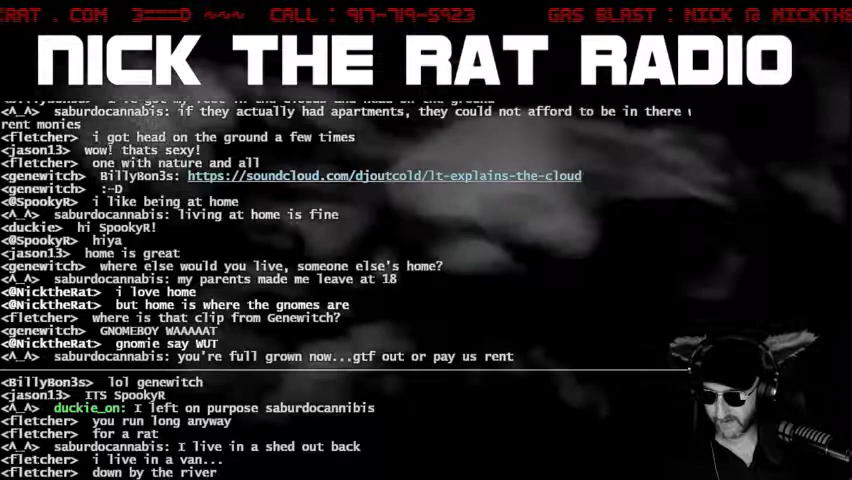 ERAT . COM 3===D ~~~ CALL : 917-719-5923 GAS BLAST : NICK @ NICKTHE
NICK THE RAT RADIO
<^_^> saburdocannabis: if they actually had apartments, they could not afford to be in there
rent monies
<fletcher> i got head on the ground a few times
<jason13> wow! thats sexy!
<fletcher> one with nature and all
<genewitch> BillyBon3s: https://soundcloud.com/djoutcold/lt-explains-the-cloud
<genewitch> :-D
<@SpookyR> i like being at home
<^_^> saburdocannabis: living at home is fine
<duckie> hi SpookyR!
<@SpookyR> hiya
<jason13> home is great
<genewitch> where else would you live, someone else's home?
<^_^> saburdocannabis: my parents made me leave at 18
<@NicktheRat> i love home
<@NicktheRat> but home is where the gnomes are
<fletcher> where is that clip from Genewitch?
<genewitch> GNOMEBOY WAAAAAT
<@NicktheRat> gnomie say WUT
<^_^> saburdocannabis: you're full grown now...gtf out or pay us rent
<BillyBon3s> lol genewitch
<jason13> ITS SpookyR
<^_^> duckie_on: I left on purpose saburdocannibis
<fletcher> you run long anyway
<fletcher> for a rat
<^_^> saburdocannabis: I live in a shed out back
<fletcher> i live in a van...
<fletcher> down by the river